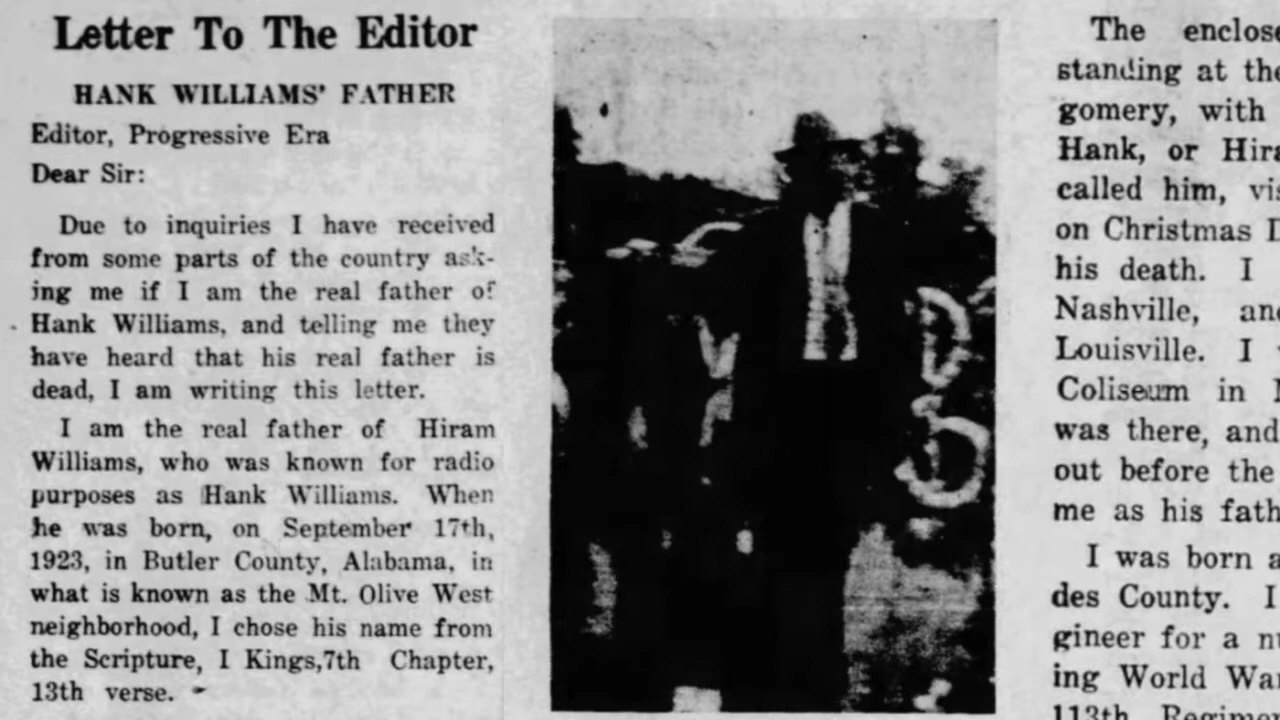 Letter To The Editor
HANK WILLIAMS' FATHER
Editor, Progressive Era
Dear Sir:
Due to inquiries I have received
from some parts of the country ask-
ing me if I am the real father of
Hank Williams, and telling me they
have heard that his real father is
dead, I am writing this letter.
I am the real father of Hiram
Williams, who was known for radio
purposes as Hank Williams. When
he was born, on September 17th,
1923, in Butler County, Alabama, in
what is known as the Mt. Olive West
neighborhood, I chose his name from
the Scripture, I Kings,7th Chapter,
13th verse.
The enclose
standing at the
gomery, with
Hank, or Hira
called him, vis
on Christmas D
his death. I
Nashville, and
Louisville. I
Coliseum in
was there, and
out before the
me as his fath
I was born a
des County. I
gineer for a nu
ing World War
113th Regimen